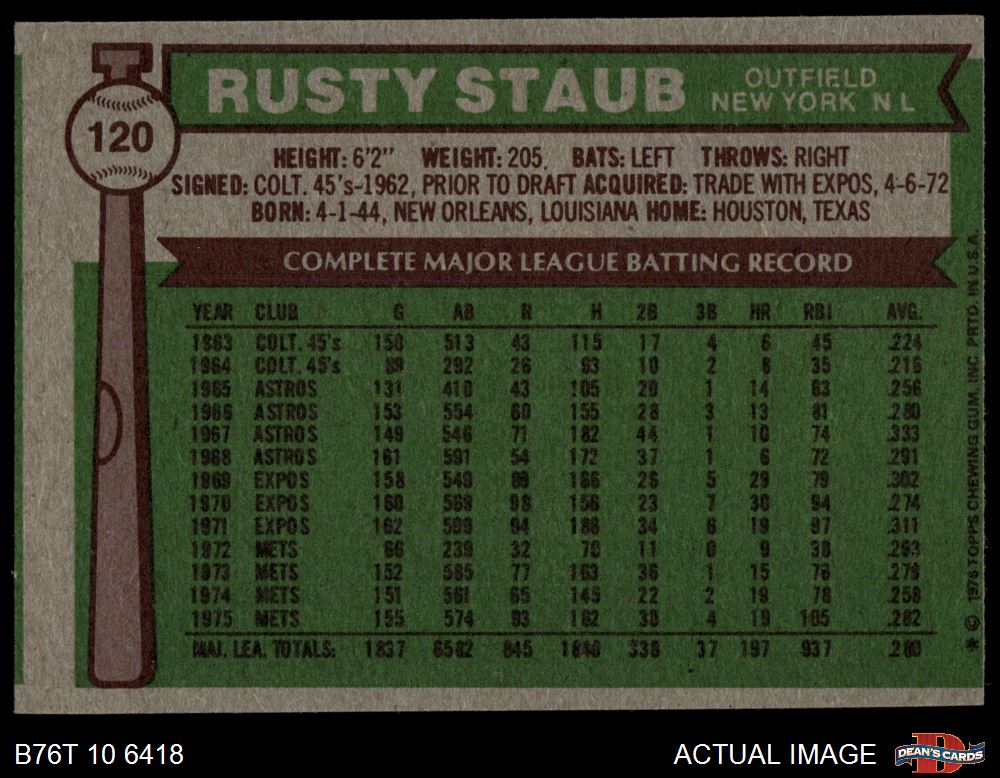 120
RUSTY STAUB
OUTFIELD
NEW YORK N L
HEIGHT: 6'2" WEIGHT: 205. BATS: LEFT THROWS: RIGHT
SIGNED: COLT. 45's-1962, PRIOR TO DRAFT ACQUIRED: TRADE WITH EXPOS, 4-6-72
BORN: 4-1-44, NEW ORLEANS, LOUISIANA HOME: HOUSTON, TEXAS
COMPLETE MAJOR LEAGUE BATTING RECORD
YEAR CLUB G AB R H 2B 3B HR RBI AVG.
1963 COLT. 45's 150 513 43 115 17 4 6 45 .224
1964 COLT. 45's 89 292 26 63 10 2 8 35 .216
1965 ASTROS 131 410 43 105 20 1 14 63 .256
1966 ASTROS 153 554 60 155 28 3 13 81 .280
1967 ASTROS 149 546 71 182 44 1 10 74 .333
1968 ASTROS 161 591 54 172 37 1 6 72 .291
1969 EXPOS 158 549 89 166 26 5 29 79 .302
1970 EXPOS 160 569 98 156 23 7 30 94 .274
1971 EXPOS 162 599 94 186 34 6 19 97 .311
1972 METS 66 239 32 70 11 0 9 38 .293
1973 METS 152 585 77 163 36 1 15 76 .279
1974 METS 151 561 65 145 22 2 19 78 .258
1975 METS 155 574 93 162 30 4 19 105 .282
MAJ. LEA. TOTALS: 1837 6582 845 1840 338 37 197 937 .280
* © 1976 TOPPS CHEWING GUM, INC. PRTD. IN U.S.A.
B76T 10 6418
ACTUAL IMAGE
DEAN'S CARDS